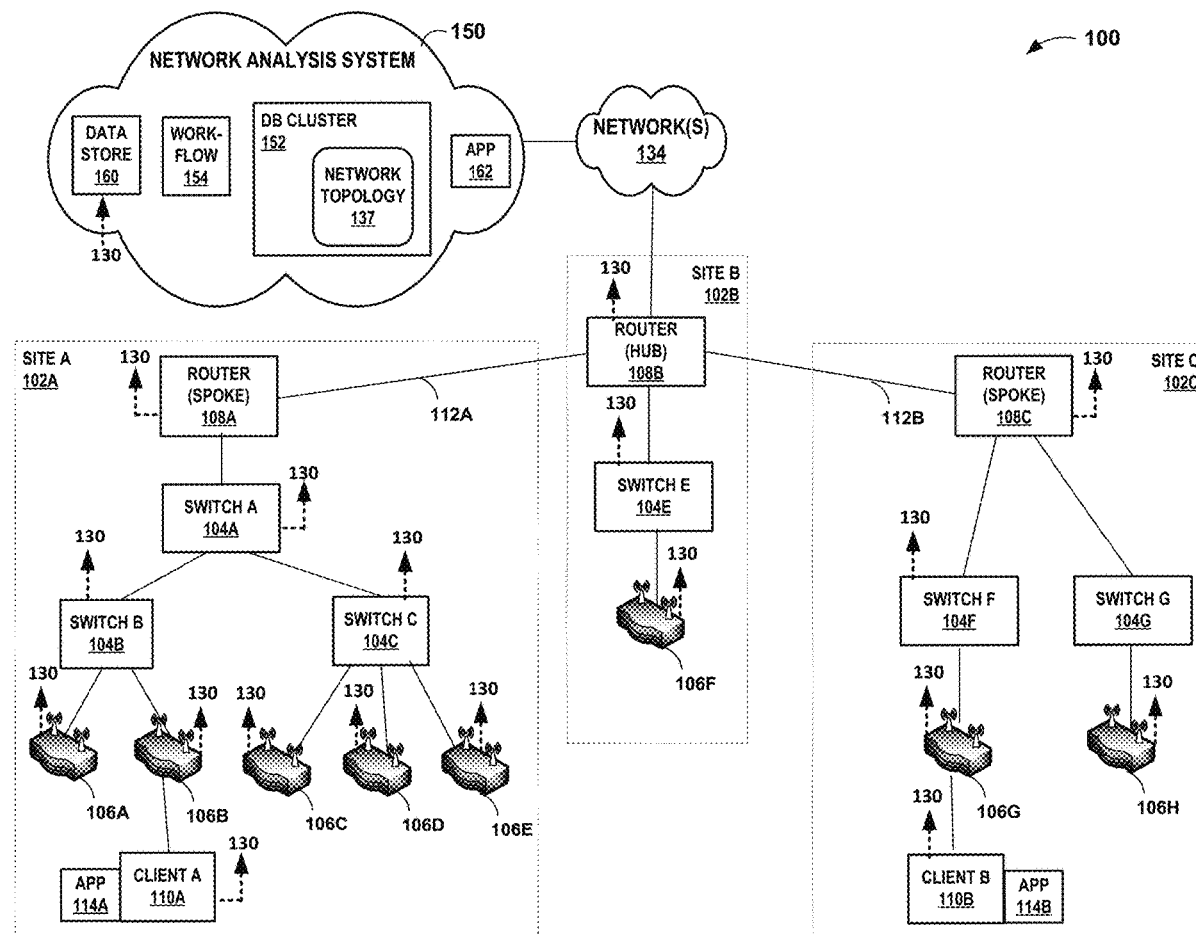 150
100
NETWORK ANALYSIS SYSTEM
DATA
STORE
160
WORK-
FLOW
154
DB CLUSTER
152
NETWORK
TOPOLOGY
137
APP
162
NETWORK(S)
134
130
SITE B
102B
130
ROUTER
(HUB)
108B
SITE A
102A
130
ROUTER
(SPOKE)
108A
112A
112B
SITE C
102C
130
ROUTER
(SPOKE)
108C
130
SWITCH E
104E
130
SWITCH A
104A
130
130
130
SWITCH B
104B
SWITCH C
104C
130
106F
130
SWITCH F
104F
SWITCH G
104G
130
130
130
130
130
130
130
106A
106B
106C
106D
106E
106G
106H
130
CLIENT A
110A
APP
114A
130
CLIENT B
110B
APP
114B